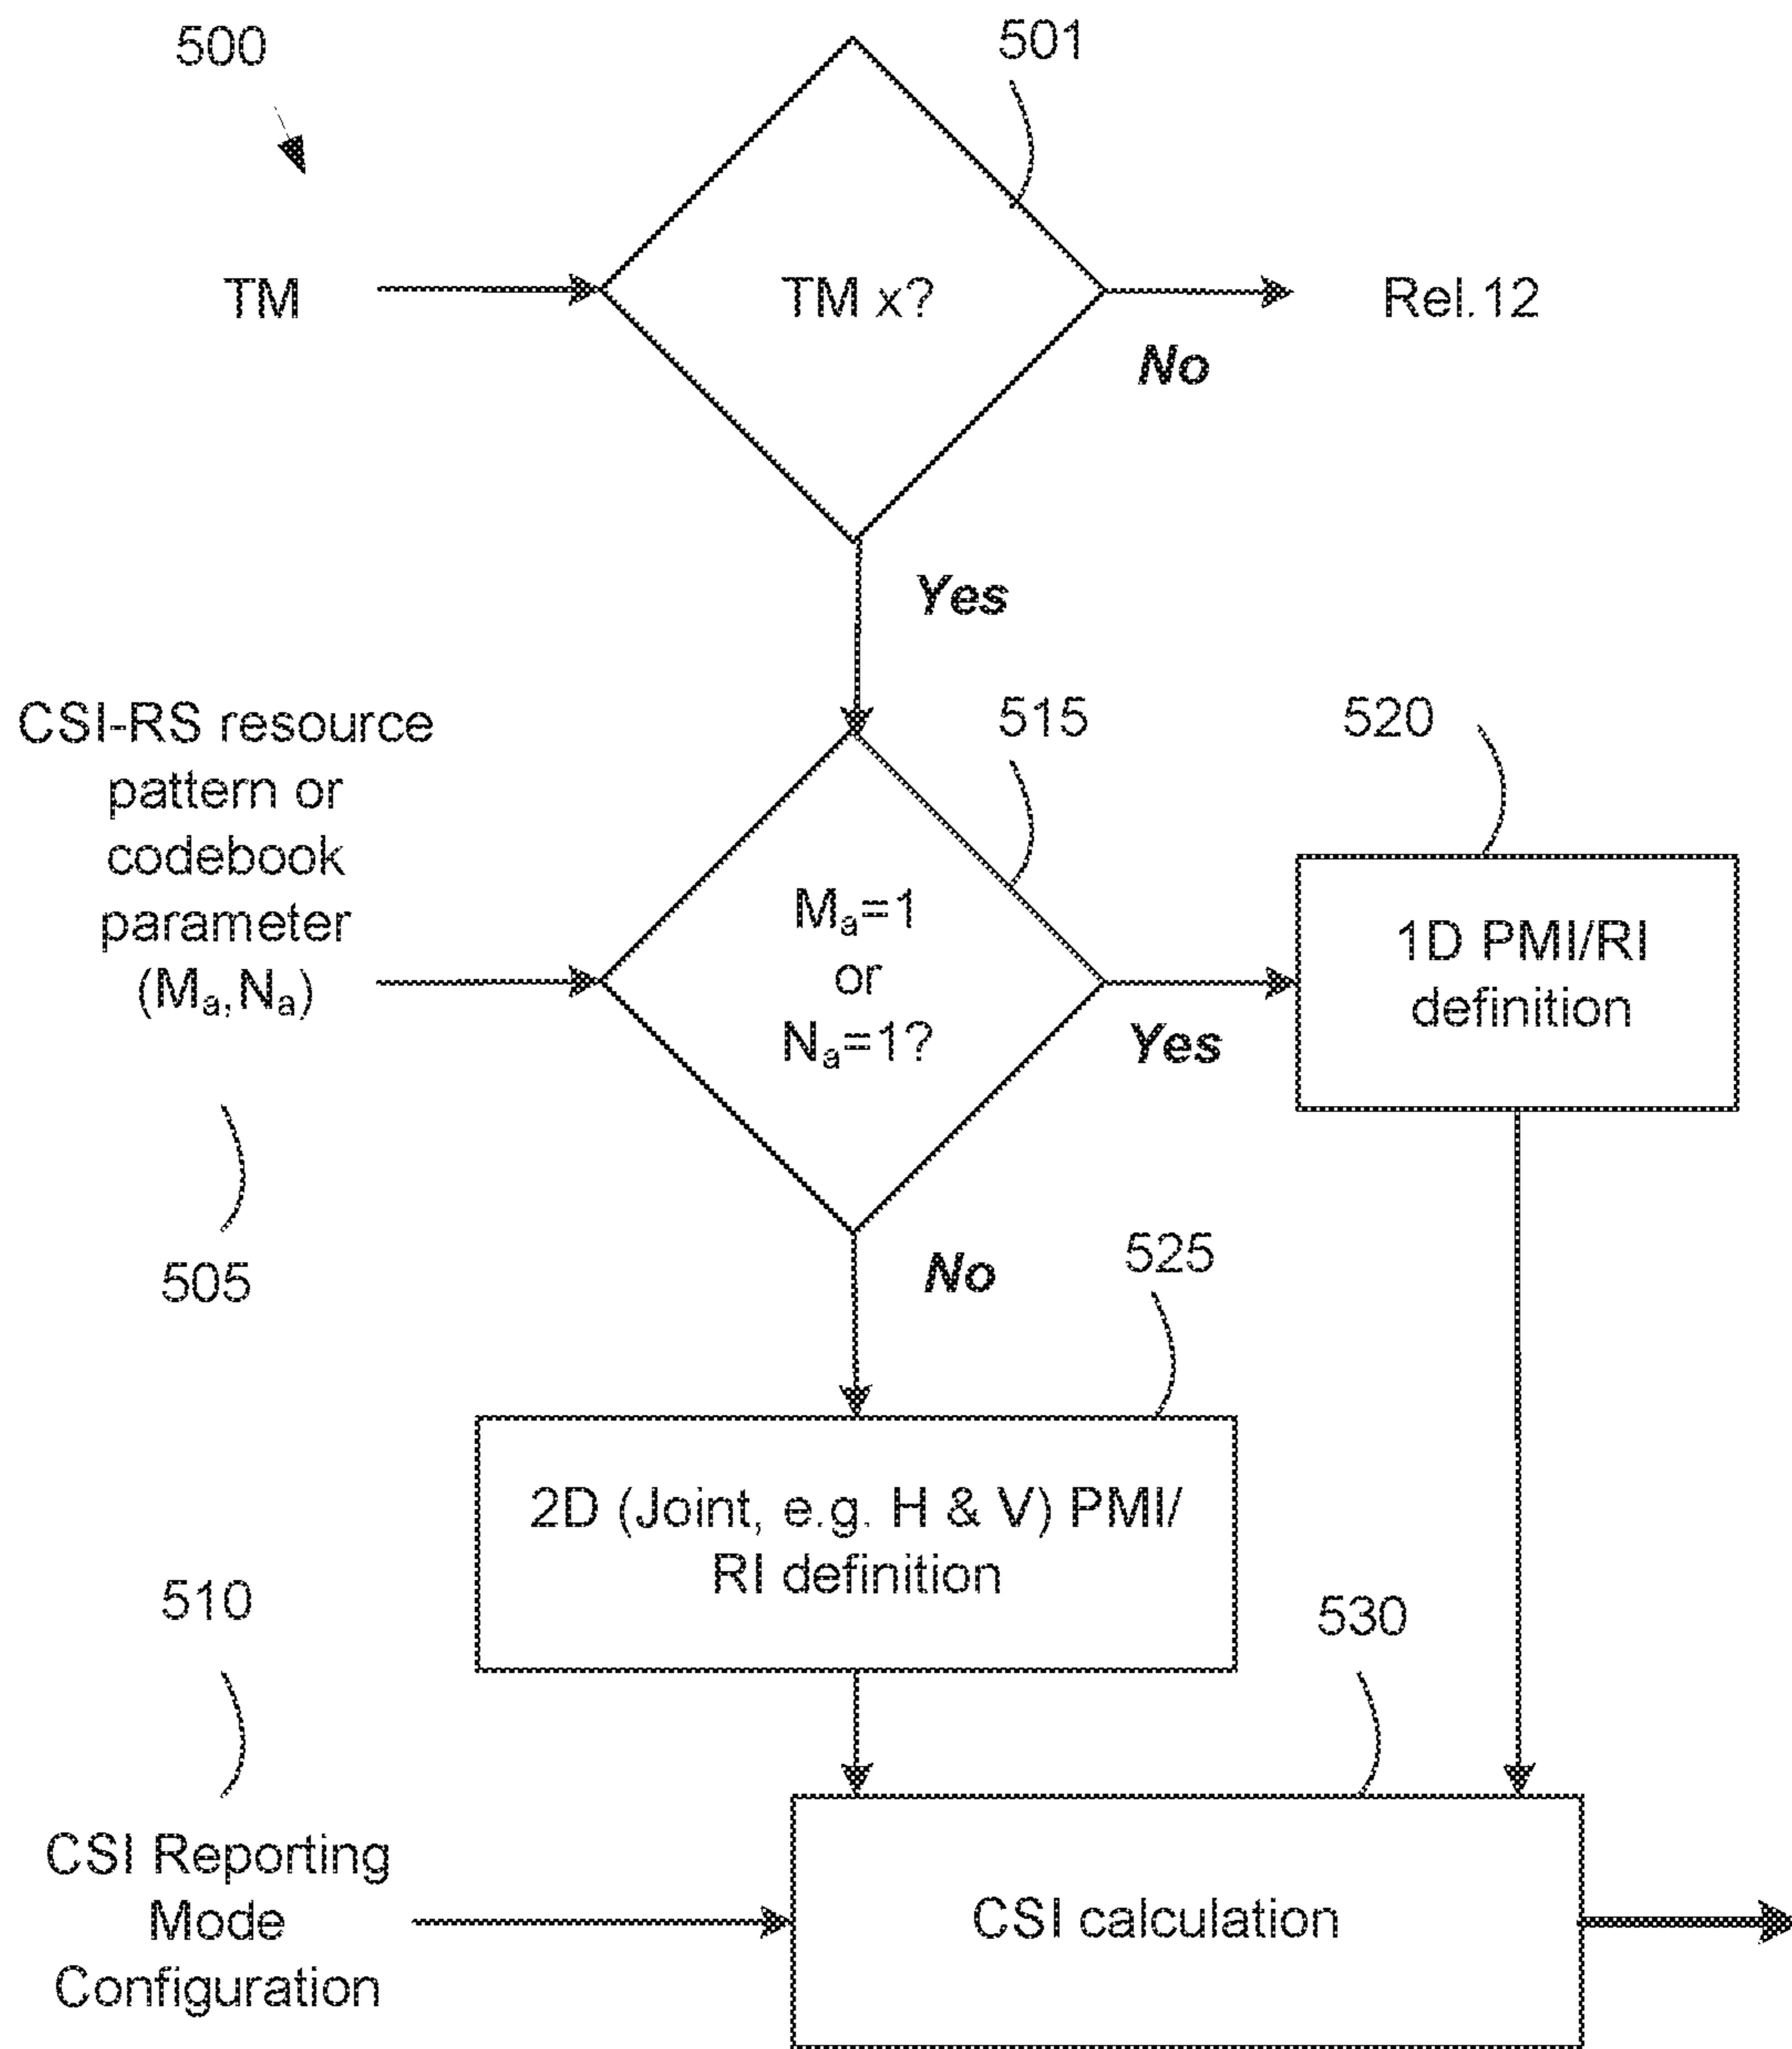 500
501
TM
TM x?
Rel.12
No
Yes
CSI-RS resource
pattern or
codebook
parameter
(Ma,Na)
505
515
Ma=1
or
Na=1?
Yes
520
1D PMI/RI
definition
No
525
2D (Joint, e.g. H & V) PMI/
RI definition
510
530
CSI Reporting
Mode
Configuration
CSI calculation